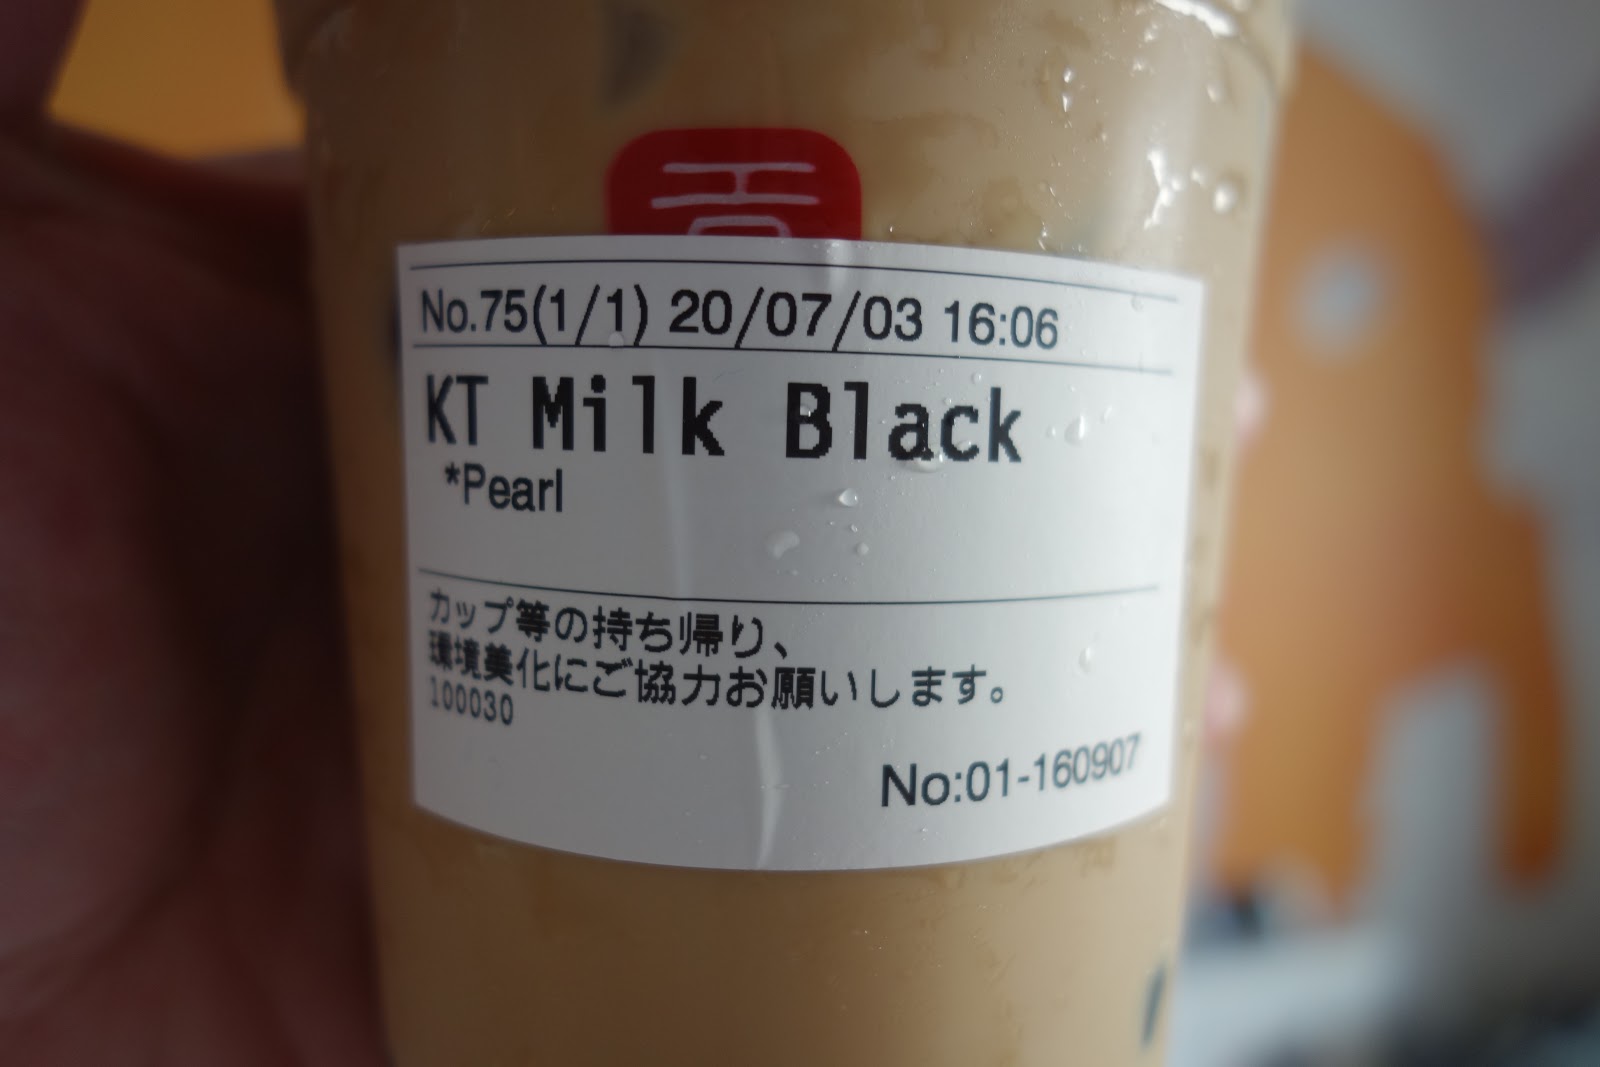 No.75(1/1) 20/07/03 16:06
KT Milk Black
*Pearl
カップ等の持ち帰り、
環境美化にご協力お願いします。
100030
No:01-160907